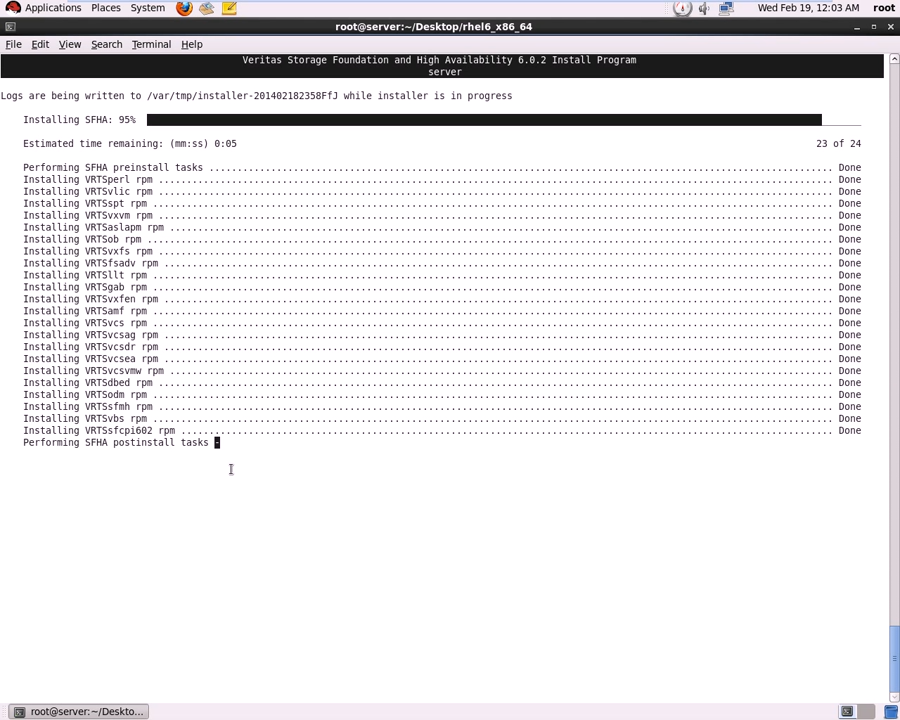 Applications Places System Wed Feb 19, 12:03 AM root
root@server:~/Desktop/rhel6_x86_64
File Edit View Search Terminal Help
Veritas Storage Foundation and High Availability 6.0.2 Install Program
server
Logs are being written to /var/tmp/installer-201402182358FfJ while installer is in progress
Installing SFHA: 95%
Estimated time remaining: (mm:ss) 0:05 23 of 24
Performing SFHA preinstall tasks ........................................................................................................ Done
Installing VRTSperl rpm ................................................................................................................. Done
Installing VRTSvlic rpm ................................................................................................................. Done
Installing VRTSspt rpm .................................................................................................................. Done
Installing VRTSvxvm rpm ................................................................................................................. Done
Installing VRTSaslapm rpm ............................................................................................................... Done
Installing VRTSob rpm ................................................................................................................... Done
Installing VRTSvxfs rpm ................................................................................................................. Done
Installing VRTSfsadv rpm ................................................................................................................ Done
Installing VRTSllt rpm .................................................................................................................. Done
Installing VRTSgab rpm .................................................................................................................. Done
Installing VRTSvxfen rpm ................................................................................................................ Done
Installing VRTSamf rpm .................................................................................................................. Done
Installing VRTSvcs rpm .................................................................................................................. Done
Installing VRTSvcsag rpm ................................................................................................................ Done
Installing VRTSvcsdr rpm ................................................................................................................ Done
Installing VRTSvcsea rpm ................................................................................................................ Done
Installing VRTSvcsvmw rpm ............................................................................................................... Done
Installing VRTSdbed rpm ................................................................................................................. Done
Installing VRTSodm rpm .................................................................................................................. Done
Installing VRTSsfmh rpm ................................................................................................................. Done
Installing VRTSvbs rpm .................................................................................................................. Done
Installing VRTSsfcpi602 rpm ............................................................................................................. Done
Performing SFHA postinstall tasks -
root@server:~/Deskto...